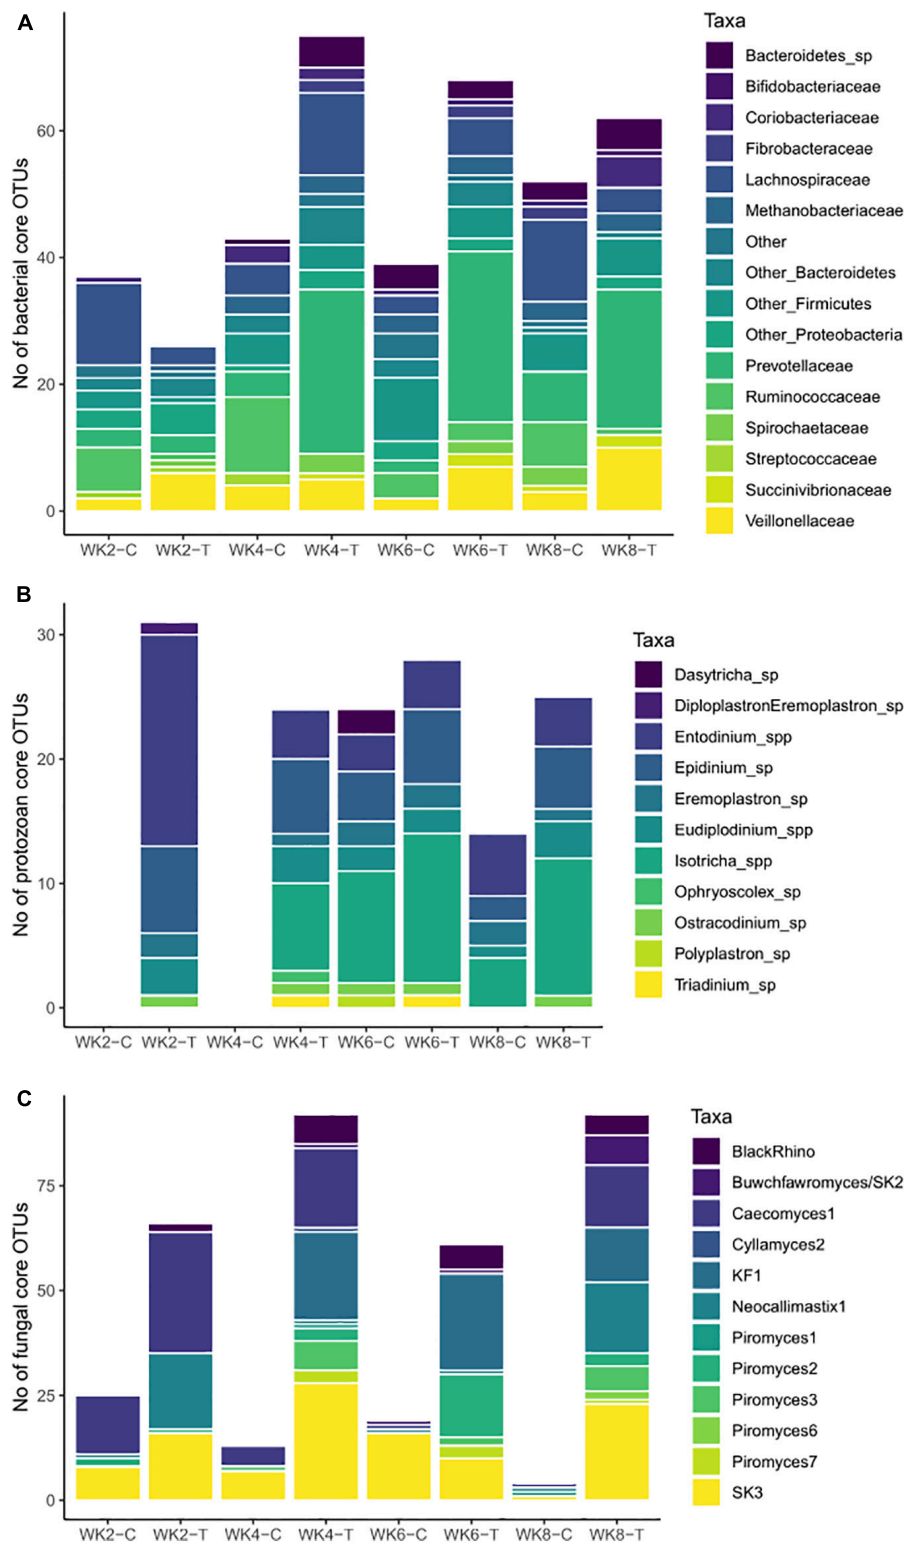 A
No of bacterial core OTUs
60
40
20
0
WK2−C WK2−T WK4−C WK4−T WK6−C WK6−T WK8−C WK8−T
Taxa
Bacteroidetes_sp
Bifidobacteriaceae
Coriobacteriaceae
Fibrobacteraceae
Lachnospiraceae
Methanobacteriaceae
Other
Other_Bacteroidetes
Other_Firmicutes
Other_Proteobacteria
Prevotellaceae
Ruminococcaceae
Spirochaetaceae
Streptococcaceae
Succinivibrionaceae
Veillonellaceae
B
No of protozoan core OTUs
30
20
10
0
WK2−C WK2−T WK4−C WK4−T WK6−C WK6−T WK8−C WK8−T
Taxa
Dasytricha_sp
DiploplastronEremoplastron_sp
Entodinium_spp
Epidinium_sp
Eremoplastron_sp
Eudiplodinium_spp
Isotricha_spp
Ophryoscolex_sp
Ostracodinium_sp
Polyplastron_sp
Triadinium_sp
C
No of fungal core OTUs
75
50
25
0
WK2−C WK2−T WK4−C WK4−T WK6−C WK6−T WK8−C WK8−T
Taxa
BlackRhino
Buwchfawromyces/SK2
Caecomyces1
Cyllamyces2
KF1
Neocallimastix1
Piromyces1
Piromyces2
Piromyces3
Piromyces6
Piromyces7
SK3